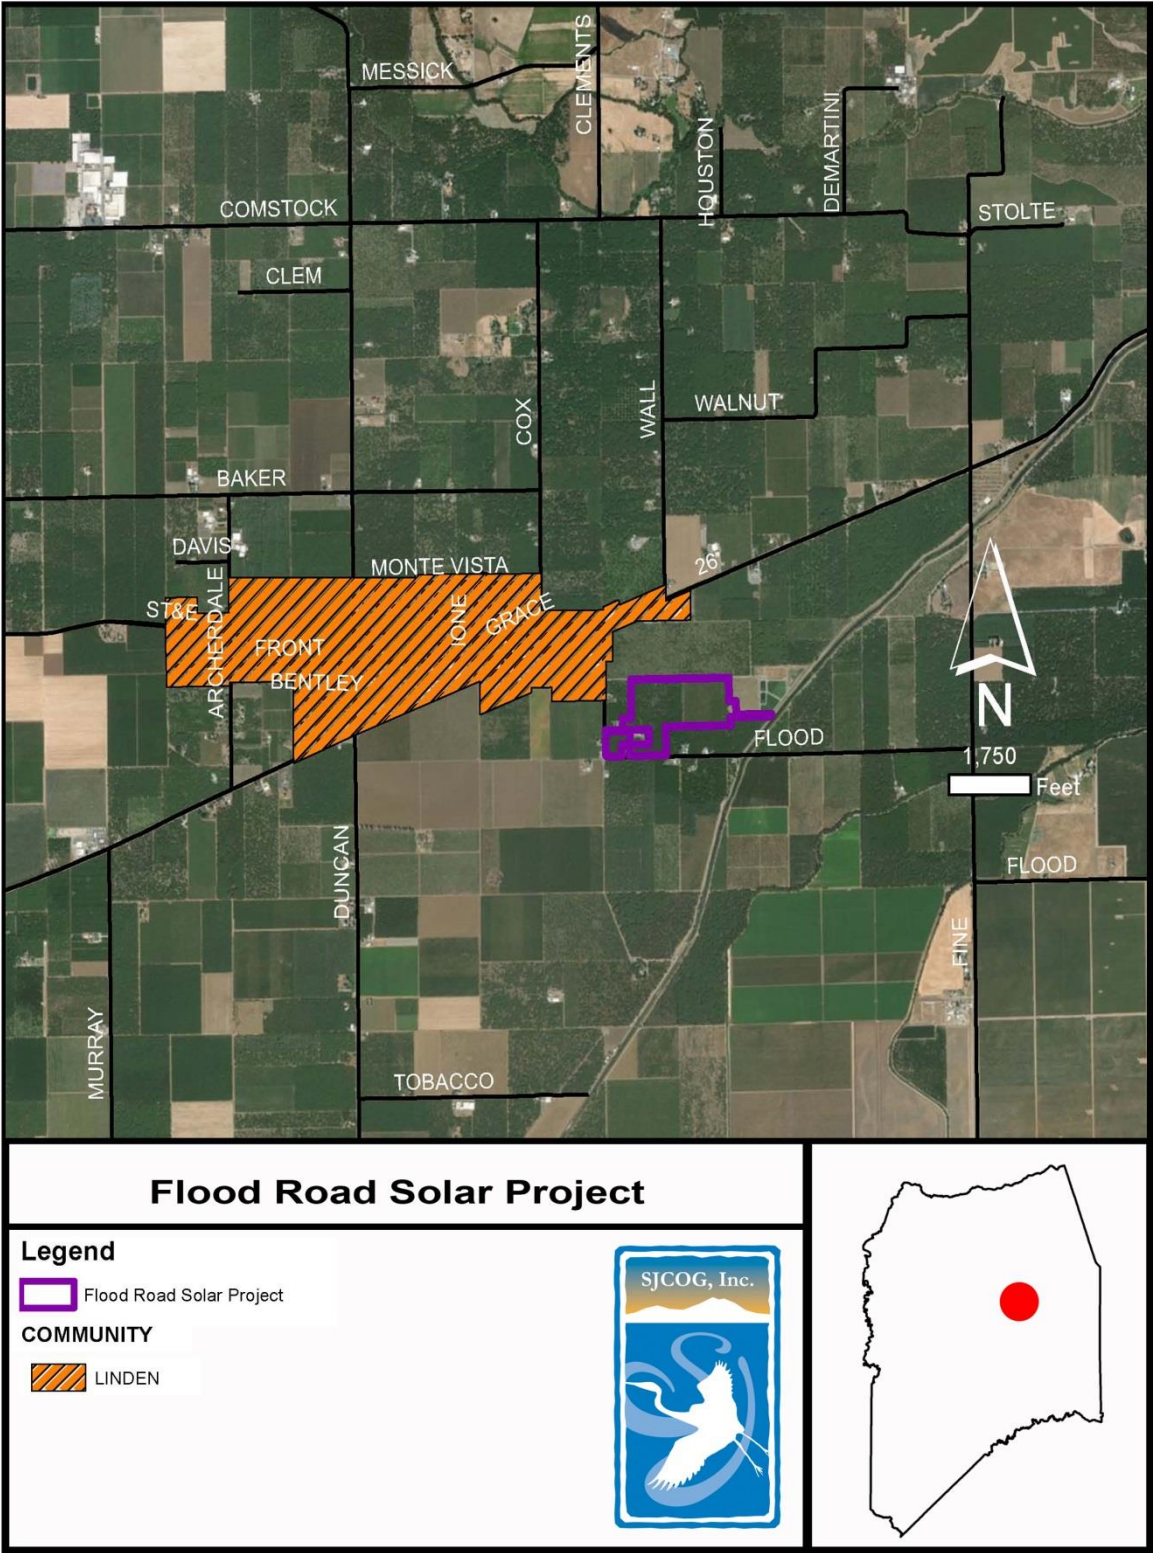 CLEMENTS
MESSICK
DEMARTINI
HOUSTON
COMSTOCK
STOLTE
CLEM
COX
WALL
WALNUT
BAKER
DAVIS
MONTE VISTA
26
ST&E
ARCHERDALE
IONE
GRACE
FRONT
BENTLEY
N
FLOOD
1,750
Feet
DUNCAN
FLOOD
FINE
MURRAY
TOBACCO
Flood Road Solar Project
Legend
Flood Road Solar Project
COMMUNITY
LINDEN
SJCOG, Inc.